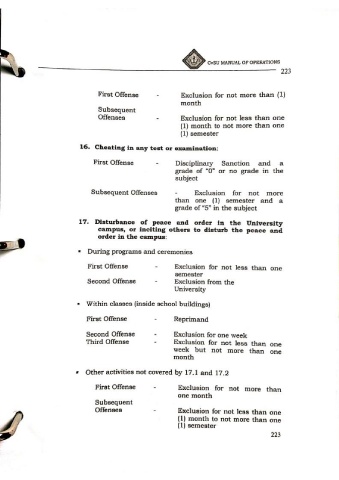 CvSU MANUAL OF OPERATIONS
223
First Offense - Exclusion for not more than (1)
month
Subsequent
Offenses - Exclusion for not less than one
(1) month to not more than one
(1) semester
16. Cheating in any test or examination:
First Offense - Disciplinary Sanction and a
grade of "0" or no grade in the
subject
Subsequent Offenses - Exclusion for not more
than one (1) semester and a
grade of "5" in the subject
17. Disturbance of peace and order in the University
campus, or inciting others to disturb the peace and
order in the campus:
• During programs and ceremonies
First Offense - Exclusion for not less than one
semester
Second Offense - Exclusion from the
University
• Within classes (inside school buildings)
First Offense - Reprimand
Second Offense - Exclusion for one week
Third Offense - Exclusion for not less than one
week but not more than one
month
• Other activities not covered by 17.1 and 17.2
First Offense - Exclusion for not more than
one month
Subsequent
Offenses - Exclusion for not less than one
(1) month to not more than one
(1) semester
223